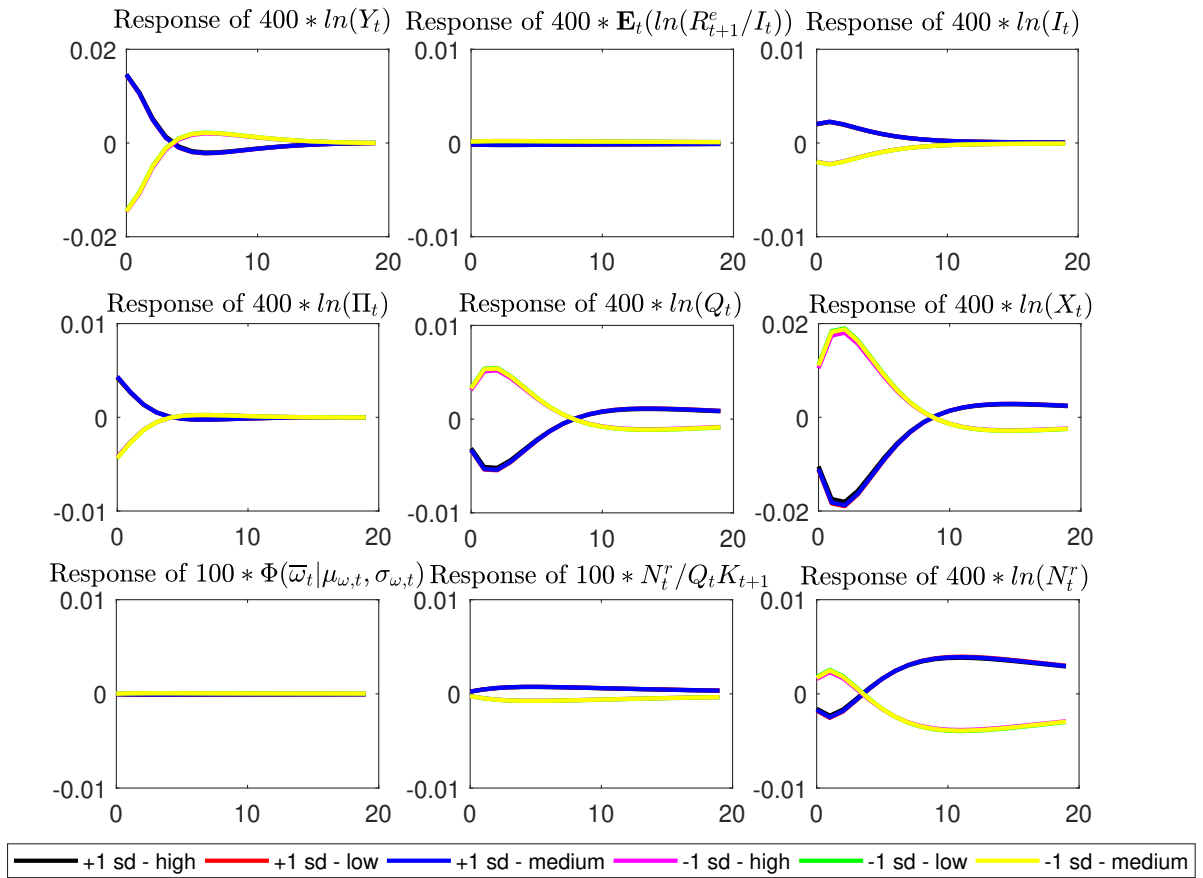 Response of 400 ∗ ln(Y_t)
Response of 400 ∗ 𝐄_t(ln(R^e_{t+1}/I_t))
Response of 400 ∗ ln(I_t)
0.02
0
-0.02
0 10 20
0.01
0
-0.01
0 10 20
0.01
0
-0.01
0 10 20
Response of 400 ∗ ln(Π_t)
Response of 400 ∗ ln(Q_t)
Response of 400 ∗ ln(X_t)
0.01
0
-0.01
0 10 20
0.01
0
-0.01
0 10 20
0.02
0
-0.02
0 10 20
Response of 100 ∗ Φ(ω̅_t|μ_{ω,t}, σ_{ω,t})
Response of 100 ∗ N^r_t/Q_tK_{t+1}
Response of 400 ∗ ln(N^r_t)
0.01
0
-0.01
0 10 20
0.01
0
-0.01
0 10 20
0.01
0
-0.01
0 10 20
+1 sd - high +1 sd - low +1 sd - medium -1 sd - high -1 sd - low -1 sd - medium